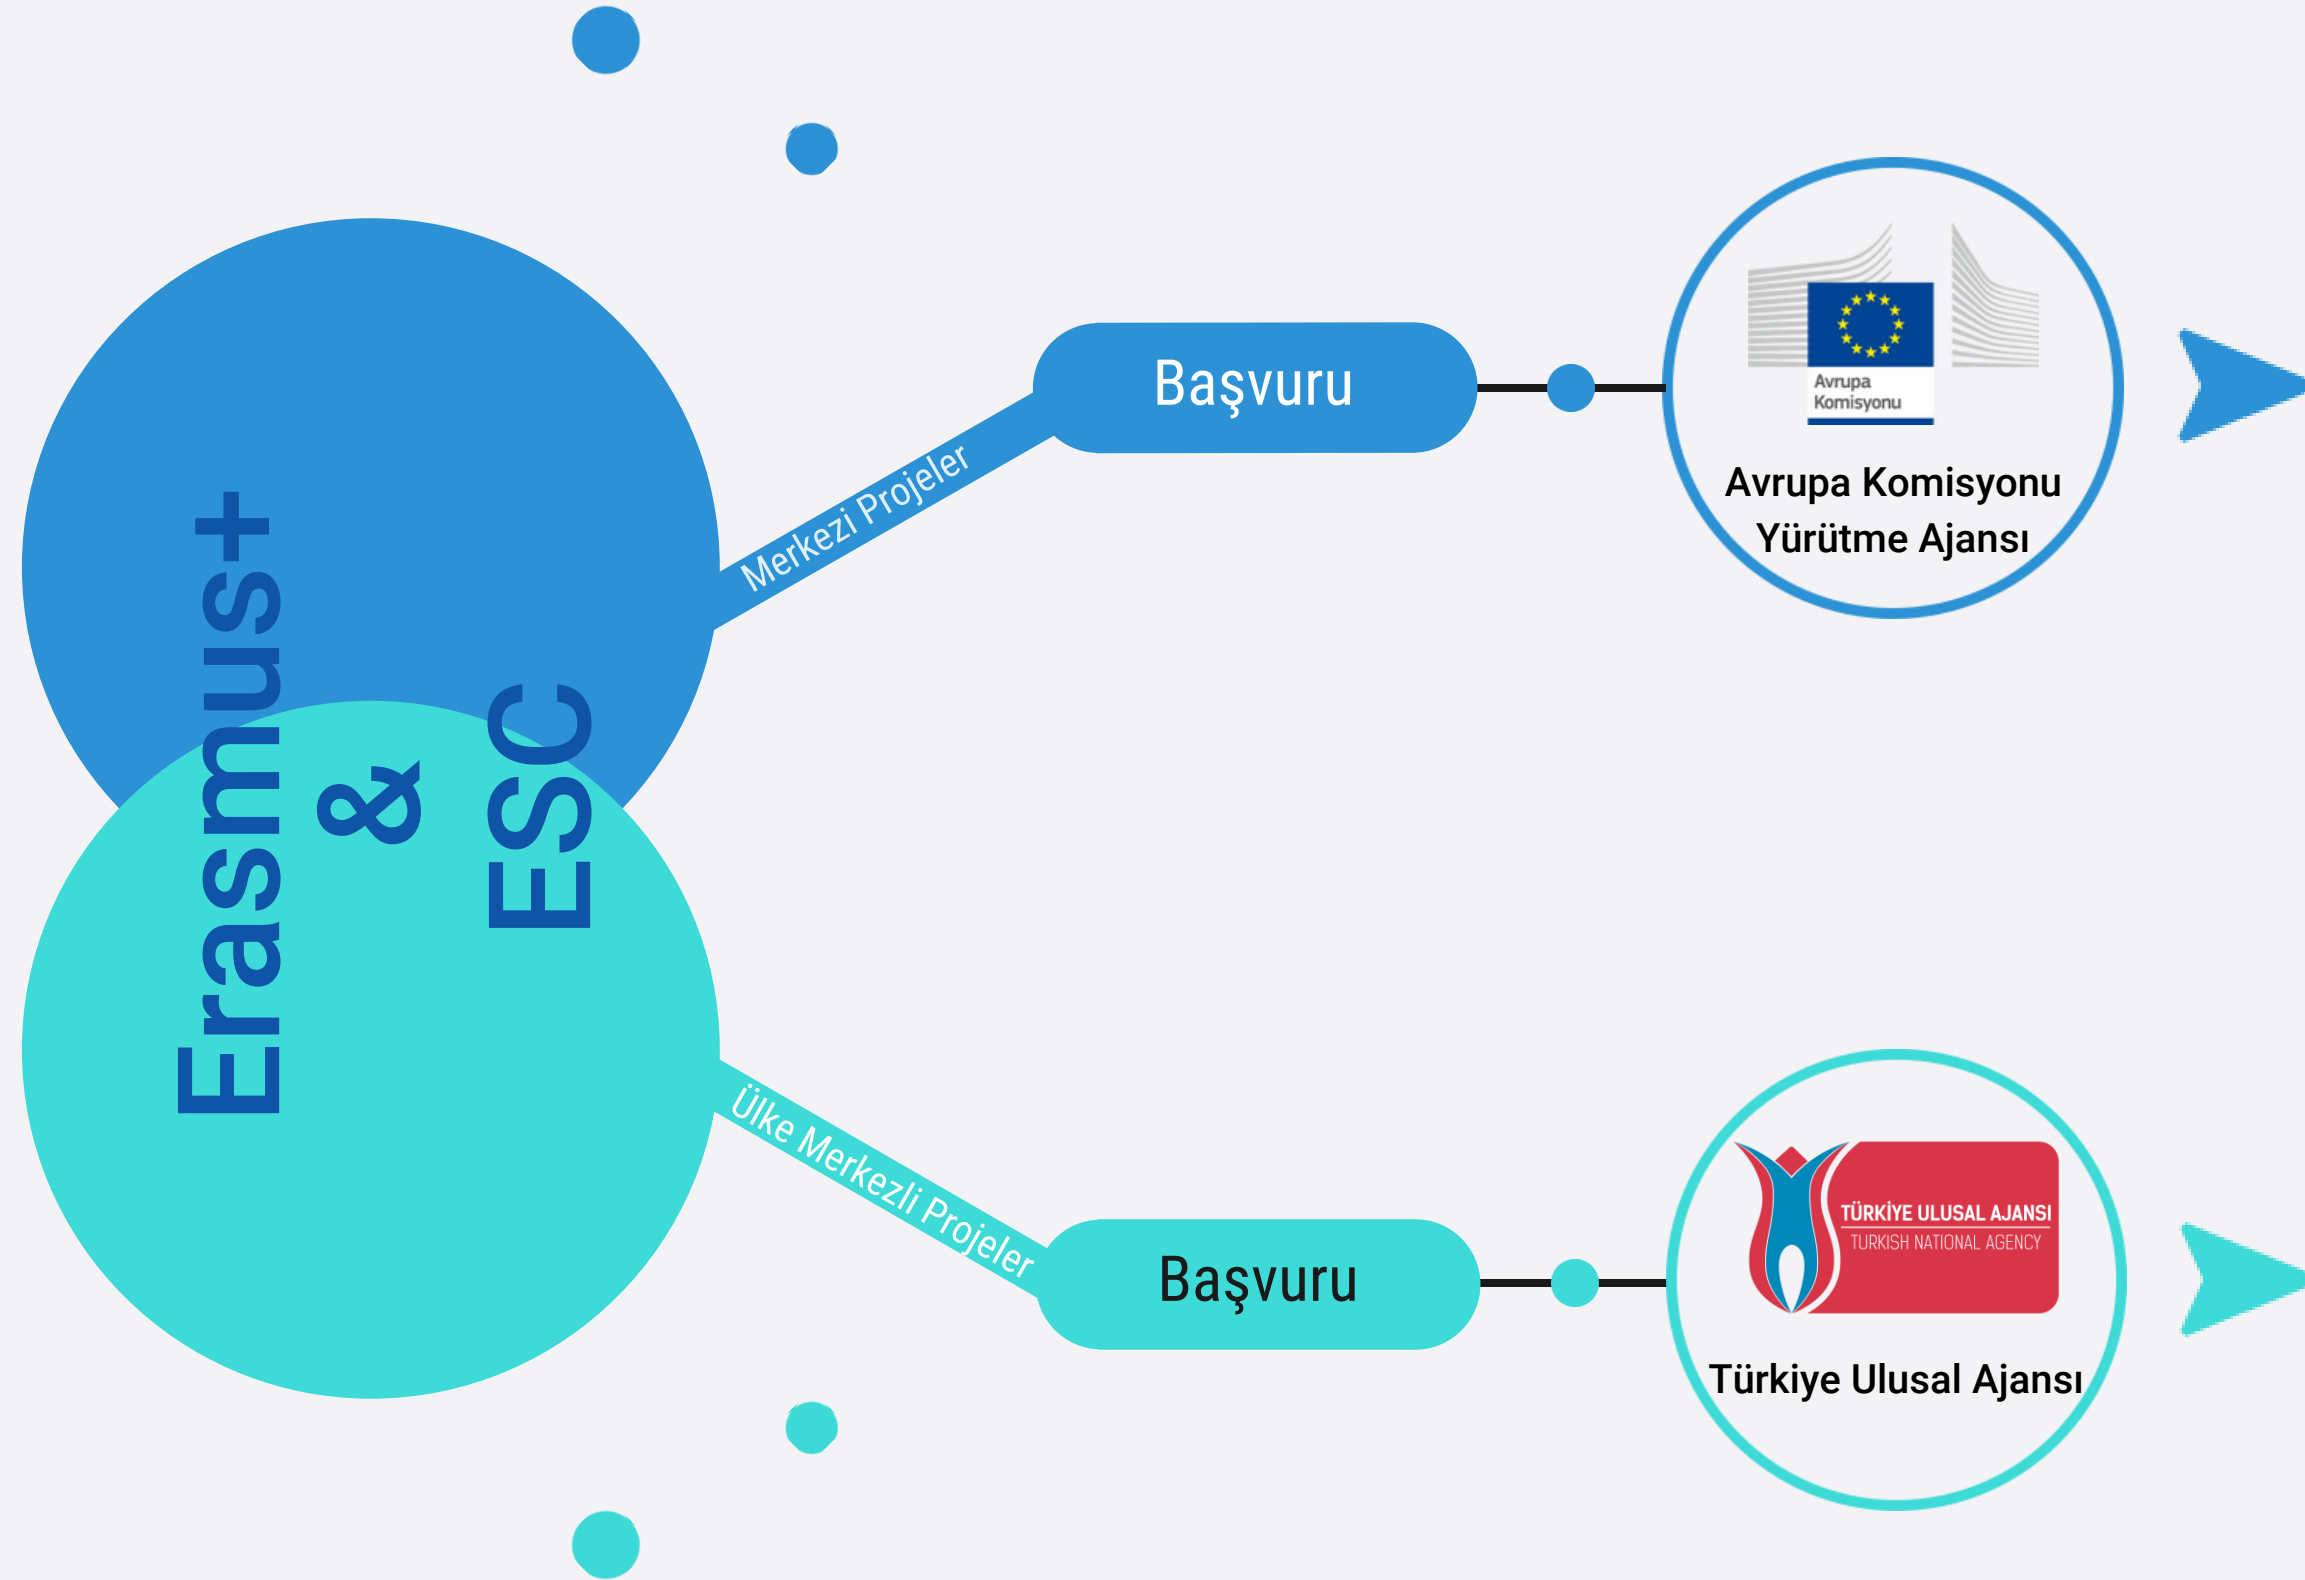 Erasmus+
&
ESC
Merkezi Projeler
Başvuru
Avrupa
Komisyonu
Avrupa Komisyonu
Yürütme Ajansı
Ülke Merkezli Projeler
Başvuru
TÜRKİYE ULUSAL AJANSI
TURKISH NATIONAL AGENCY
Türkiye Ulusal Ajansı